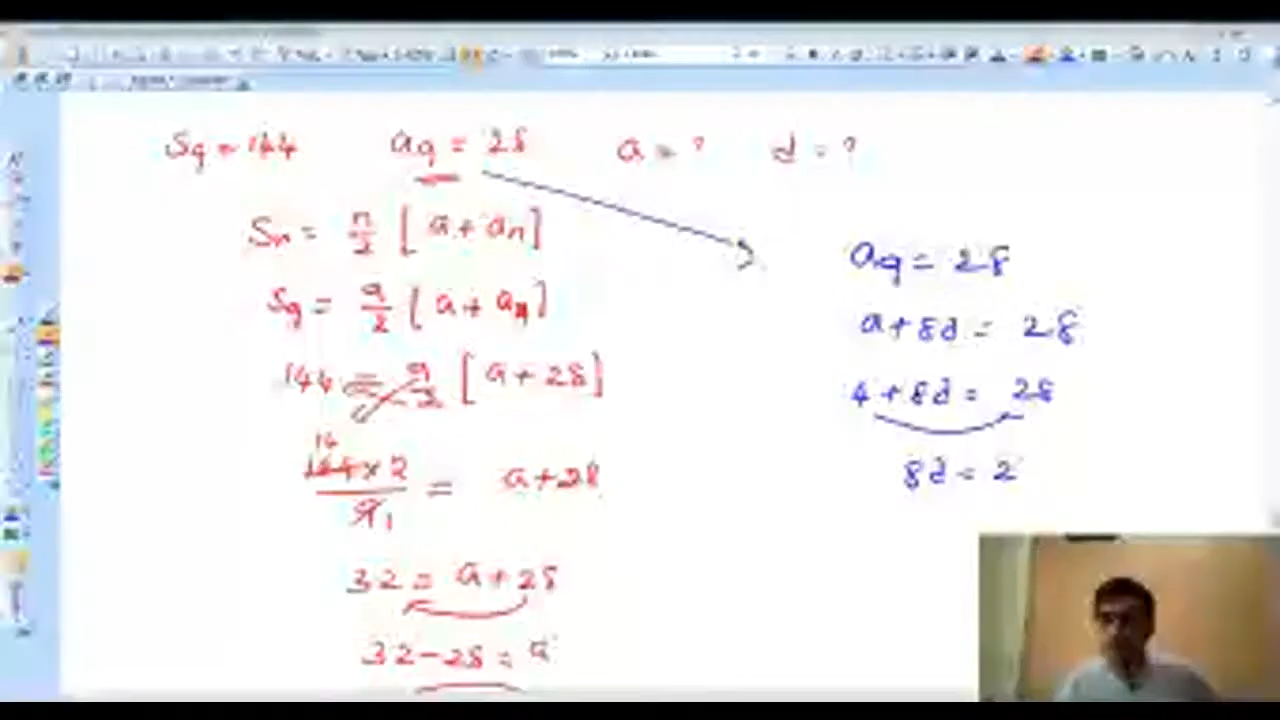 S9 = 144 a9 = 28 a = ? d = ?
Sn = n/2 [a + an]
S9 = 9/2 [a + a9]
144 = 9/2 [a + 28]
16
144 × 2 / 9 1 = a + 28
32 = a + 28
32 - 28 = a
a9 = 28
a + 8d = 28
4 + 8d = 28
8d = 2